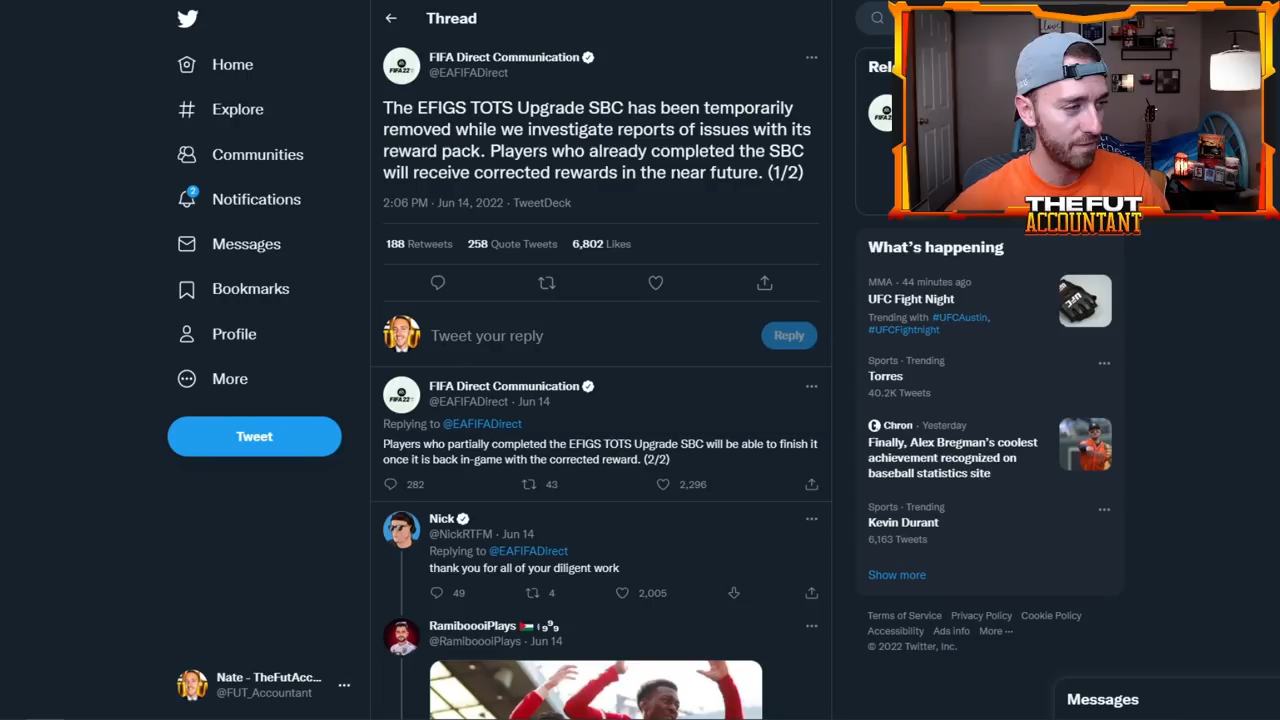 Home
Explore
Communities
2
Notifications
Messages
Bookmarks
Profile
More
Tweet
Nate - TheFutAcc...
@FUT_Accountant
Thread
FIFA Direct Communication
@EAFIFADirect
The EFIGS TOTS Upgrade SBC has been temporarily
removed while we investigate reports of issues with its
reward pack. Players who already completed the SBC
will receive corrected rewards in the near future. (1/2)
2:06 PM · Jun 14, 2022 · TweetDeck
188 Retweets 258 Quote Tweets 6,802 Likes
Tweet your reply
Reply
FIFA Direct Communication
@EAFIFADirect · Jun 14
Replying to @EAFIFADirect
Players who partially completed the EFIGS TOTS Upgrade SBC will be able to finish it
once it is back in-game with the corrected reward. (2/2)
282 43 2,296
Nick
@NickRTFM · Jun 14
Replying to @EAFIFADirect
thank you for all of your diligent work
49 4 2,005
RamiboooiPlays
@RamiboooiPlays · Jun 14
FIFA 22
THE FUT
ACCOUNTANT
What's happening
MMA · 44 minutes ago
UFC Fight Night
Trending with #UFCAustin,
#UFCFightnight
UFC
Sports · Trending
Torres
40.2K Tweets
Chron · Yesterday
Finally, Alex Bregman's coolest
achievement recognized on
baseball statistics site
Sports · Trending
Kevin Durant
6,163 Tweets
Show more
Terms of Service Privacy Policy Cookie Policy
Accessibility Ads info More ···
© 2022 Twitter, Inc.
Messages